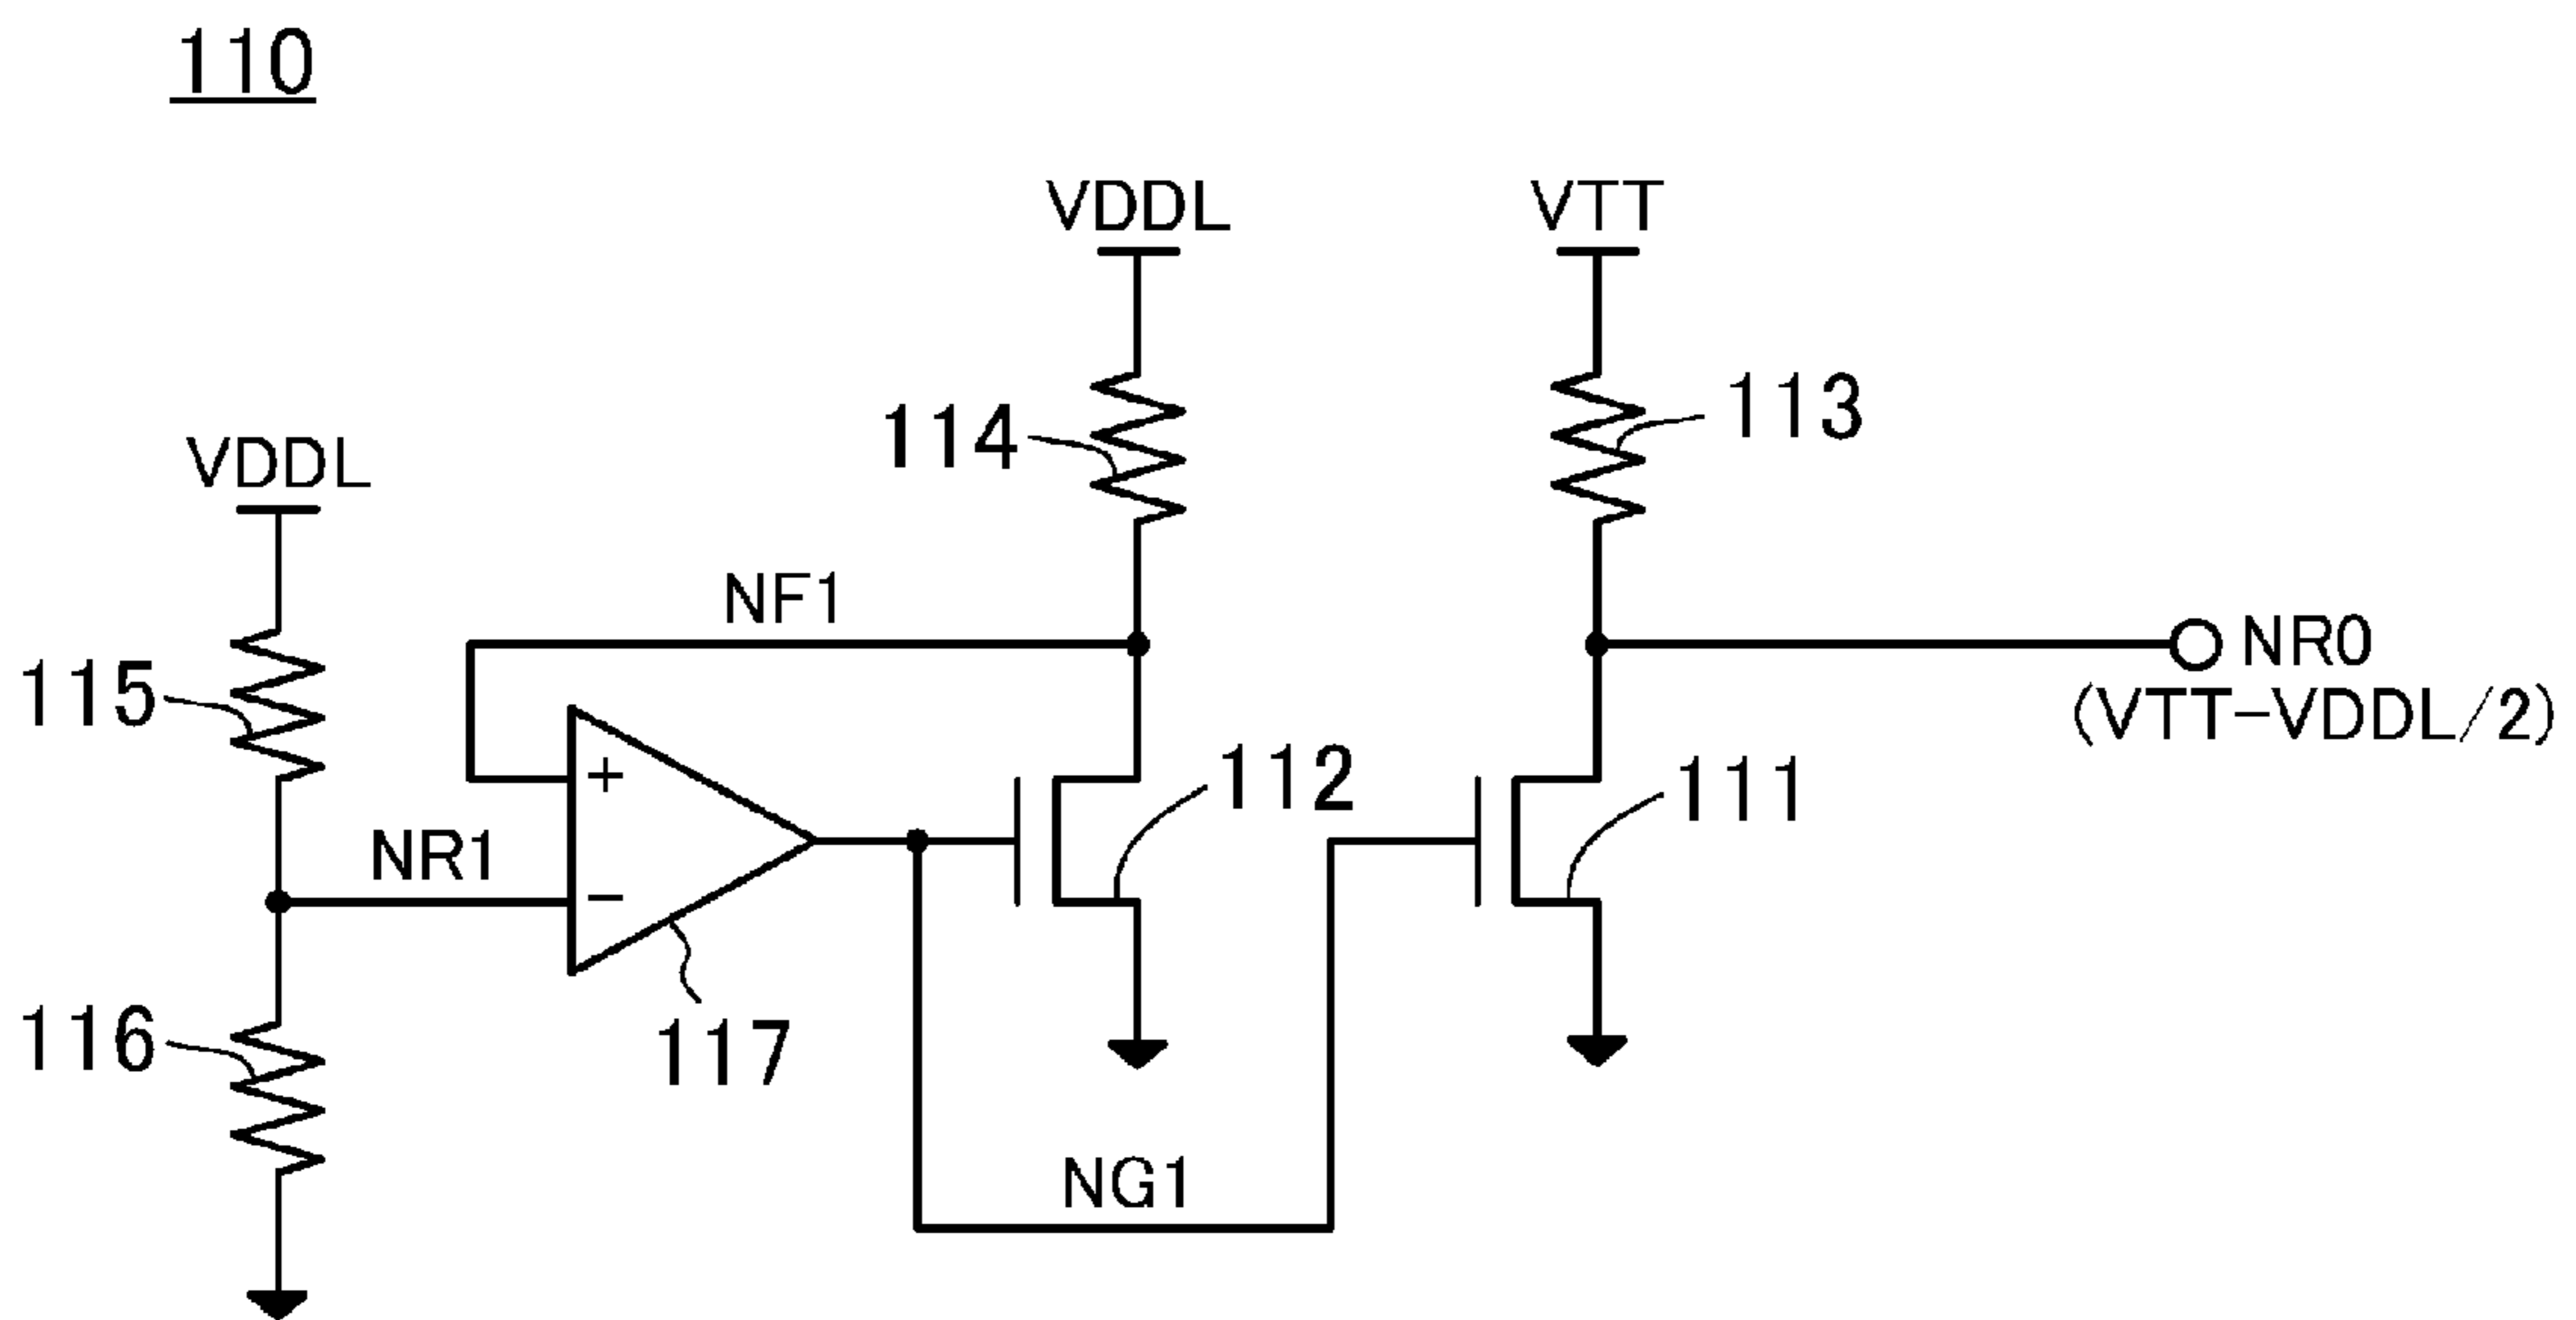 110
VDDL
VTT
114
113
VDDL
NF1
115
NR0
(VTT-VDDL/2)
+
112
111
NR1
−
116
117
NG1